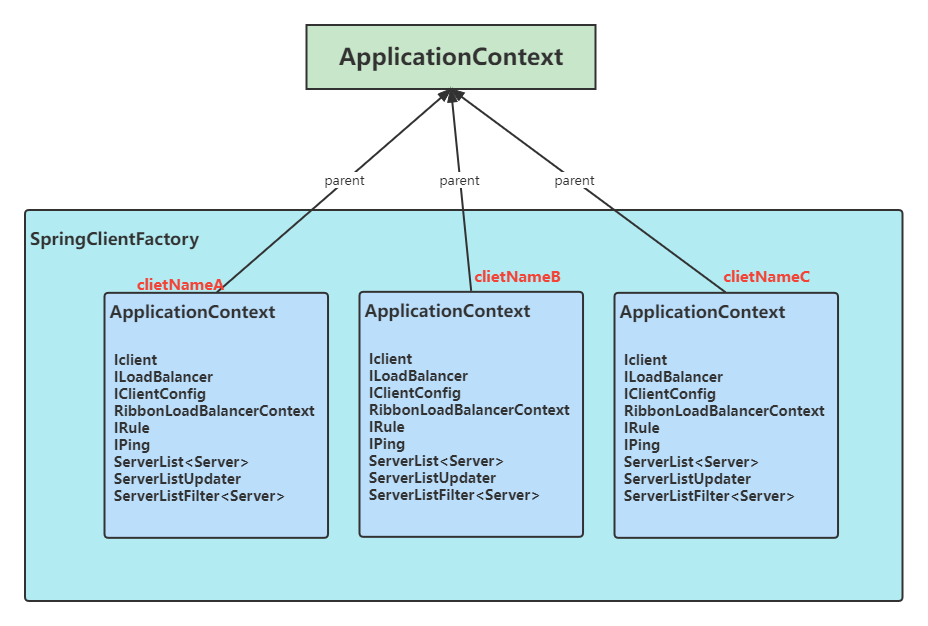 ApplicationContext
parent
parent
parent
SpringClientFactory
clietNameA
clietNameB
clietNameC
ApplicationContext
Iclient
ILoadBalancer
IClientConfig
RibbonLoadBalancerContext
IRule
IPing
ServerList<Server>
ServerListUpdater
ServerListFilter<Server>
ApplicationContext
Iclient
ILoadBalancer
IClientConfig
RibbonLoadBalancerContext
IRule
IPing
ServerList<Server>
ServerListUpdater
ServerListFilter<Server>
ApplicationContext
Iclient
ILoadBalancer
IClientConfig
RibbonLoadBalancerContext
IRule
IPing
ServerList<Server>
ServerListUpdater
ServerListFilter<Server>